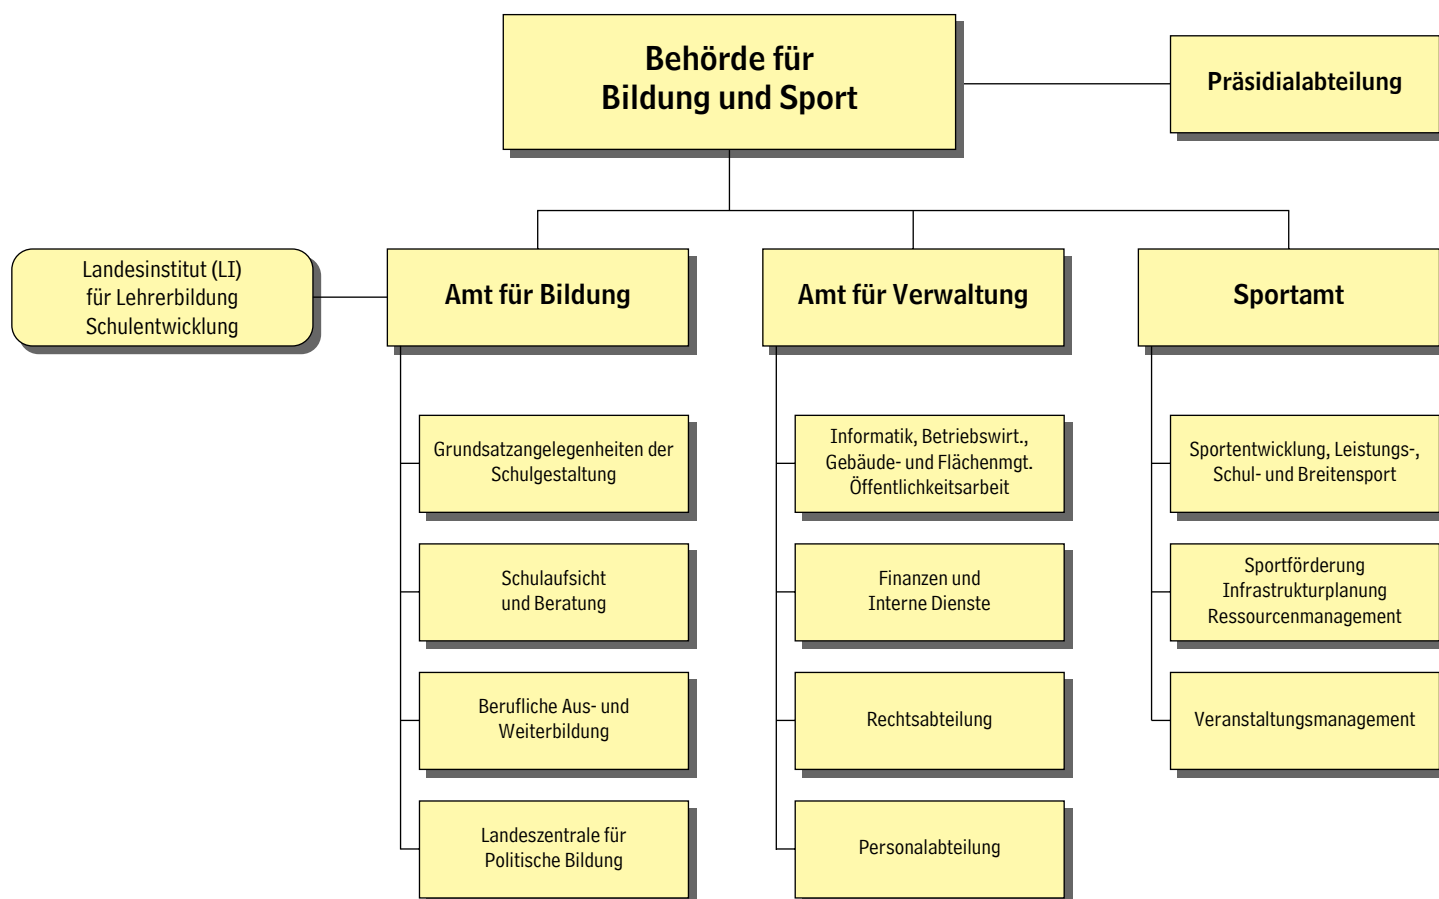 Behörde für
Bildung und Sport
Präsidialabteilung
Landesinstitut (LI)
für Lehrerbildung
Schulentwicklung
Amt für Bildung
Amt für Verwaltung
Sportamt
Grundsatzangelegenheiten der
Schulgestaltung
Informatik, Betriebswirt.,
Gebäude- und Flächenmgt.
Öffentlichkeitsarbeit
Sportentwicklung, Leistungs-,
Schul- und Breitensport
Schulaufsicht
und Beratung
Finanzen und
Interne Dienste
Sportförderung
Infrastrukturplanung
Ressourcenmanagement
Berufliche Aus- und
Weiterbildung
Rechtsabteilung
Veranstaltungsmanagement
Landeszentrale für
Politische Bildung
Personalabteilung